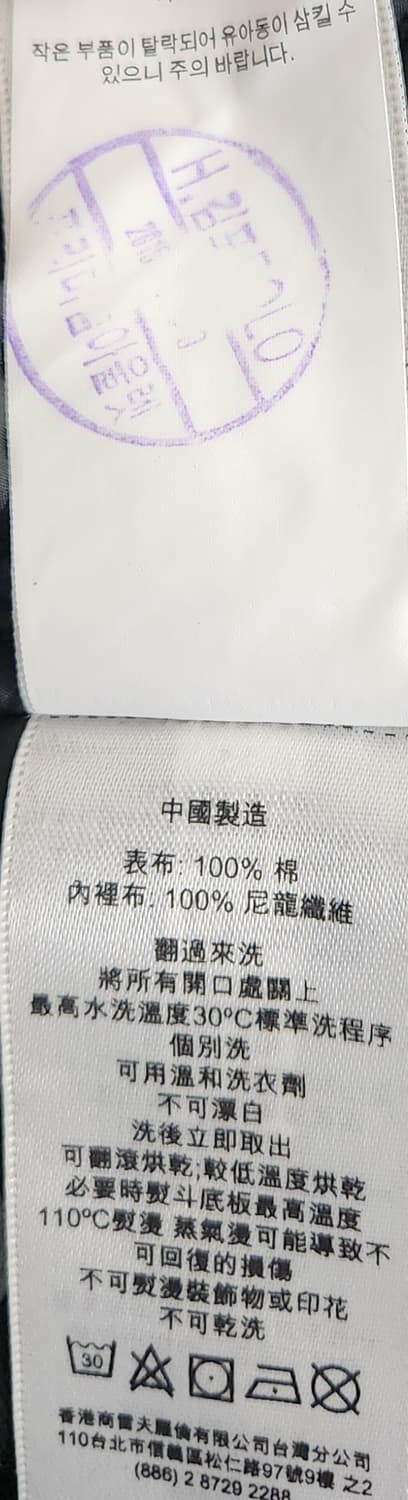 작은 부품이 탈락되어 유아동이 삼킬 수
있으니 주의 바랍니다.
中國製造
表布: 100% 棉
內裡布: 100% 尼龍纖維
翻過來洗
將所有開口處關上
最高水洗溫度30ºC標準洗程序
個別洗
可用溫和洗衣劑
不可漂白
洗後立即取出
可翻滾烘乾;較低溫度烘乾
必要時熨斗底板最高溫度
110ºC熨燙 蒸氣燙可能導致不
可回復的損傷
不可熨燙裝飾物或印花
不可乾洗
30
香港商雷夫羅倫有限公司台灣分公司
110台北市信義區松仁路97號9樓 之2
(886) 2 8729 2288